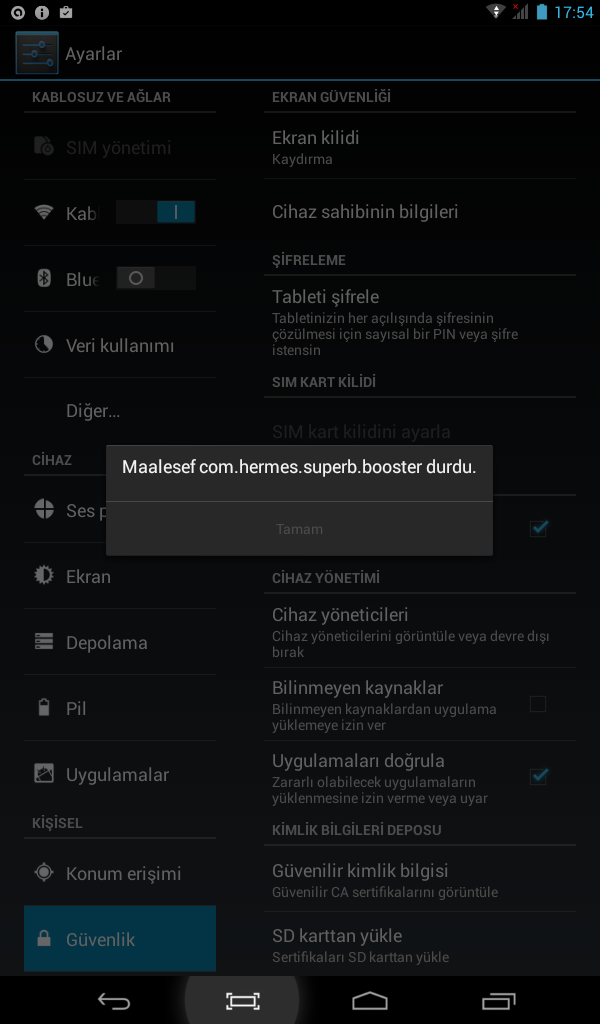 17:54
Ayarlar
KABLOSUZ VE AĞLAR
SIM yönetimi
Kab
Blue
Veri kullanımı
Diğer...
CİHAZ
Ses p
Ekran
Depolama
Pil
Uygulamalar
KİŞİSEL
Konum erişimi
Güvenlik
EKRAN GÜVENLİĞİ
Ekran kilidi
Kaydırma
Cihaz sahibinin bilgileri
ŞİFRELEME
Tableti şifrele
Tabletinizin her açılışında şifresinin
çözülmesi için sayısal bir PIN veya şifre
istensin
SIM KART KİLİDİ
SIM kart kilidini ayarla
Maalesef com.hermes.superb.booster durdu.
Tamam
CİHAZ YÖNETİMİ
Cihaz yöneticileri
Cihaz yöneticilerini görüntüle veya devre dışı
bırak
Bilinmeyen kaynaklar
Bilinmeyen kaynaklardan uygulama
yüklemeye izin ver
Uygulamaları doğrula
Zararlı olabilecek uygulamaların
yüklenmesine izin verme veya uyar
KİMLİK BİLGİLERİ DEPOSU
Güvenilir kimlik bilgisi
Güvenilir CA sertifikalarını görüntüle
SD karttan yükle
Sertifikaları SD karttan yükle